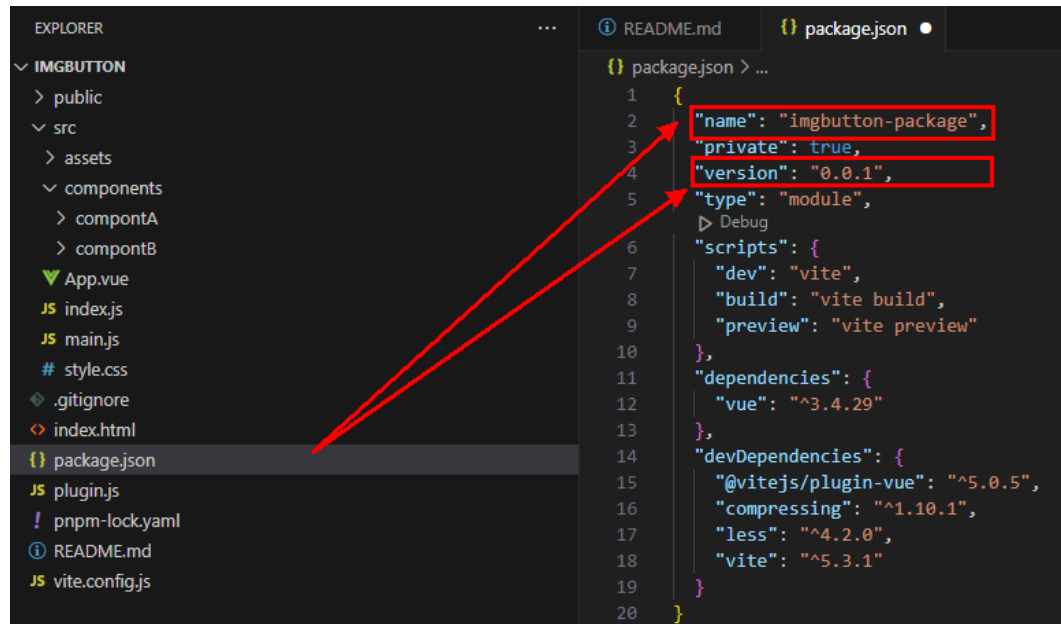 EXPLORER
IMGBUTTON
public
src
assets
components
compontA
compontB
App.vue
JS index.js
JS main.js
# style.css
.gitignore
<> index.html
{} package.json
JS plugin.js
! pnpm-lock.yaml
README.md
JS vite.config.js
README.md {} package.json ●
{} package.json > ...
1 {
2 "name": "imgbutton-package",
3 "private": true,
4 "version": "0.0.1",
5 "type": "module",
Debug
6 "scripts": {
7 "dev": "vite",
8 "build": "vite build",
9 "preview": "vite preview"
10 },
11 "dependencies": {
12 "vue": "^3.4.29"
13 },
14 "devDependencies": {
15 "@vitejs/plugin-vue": "^5.0.5",
16 "compressing": "^1.10.1",
17 "less": "^4.2.0",
18 "vite": "^5.3.1"
19 }
20 }